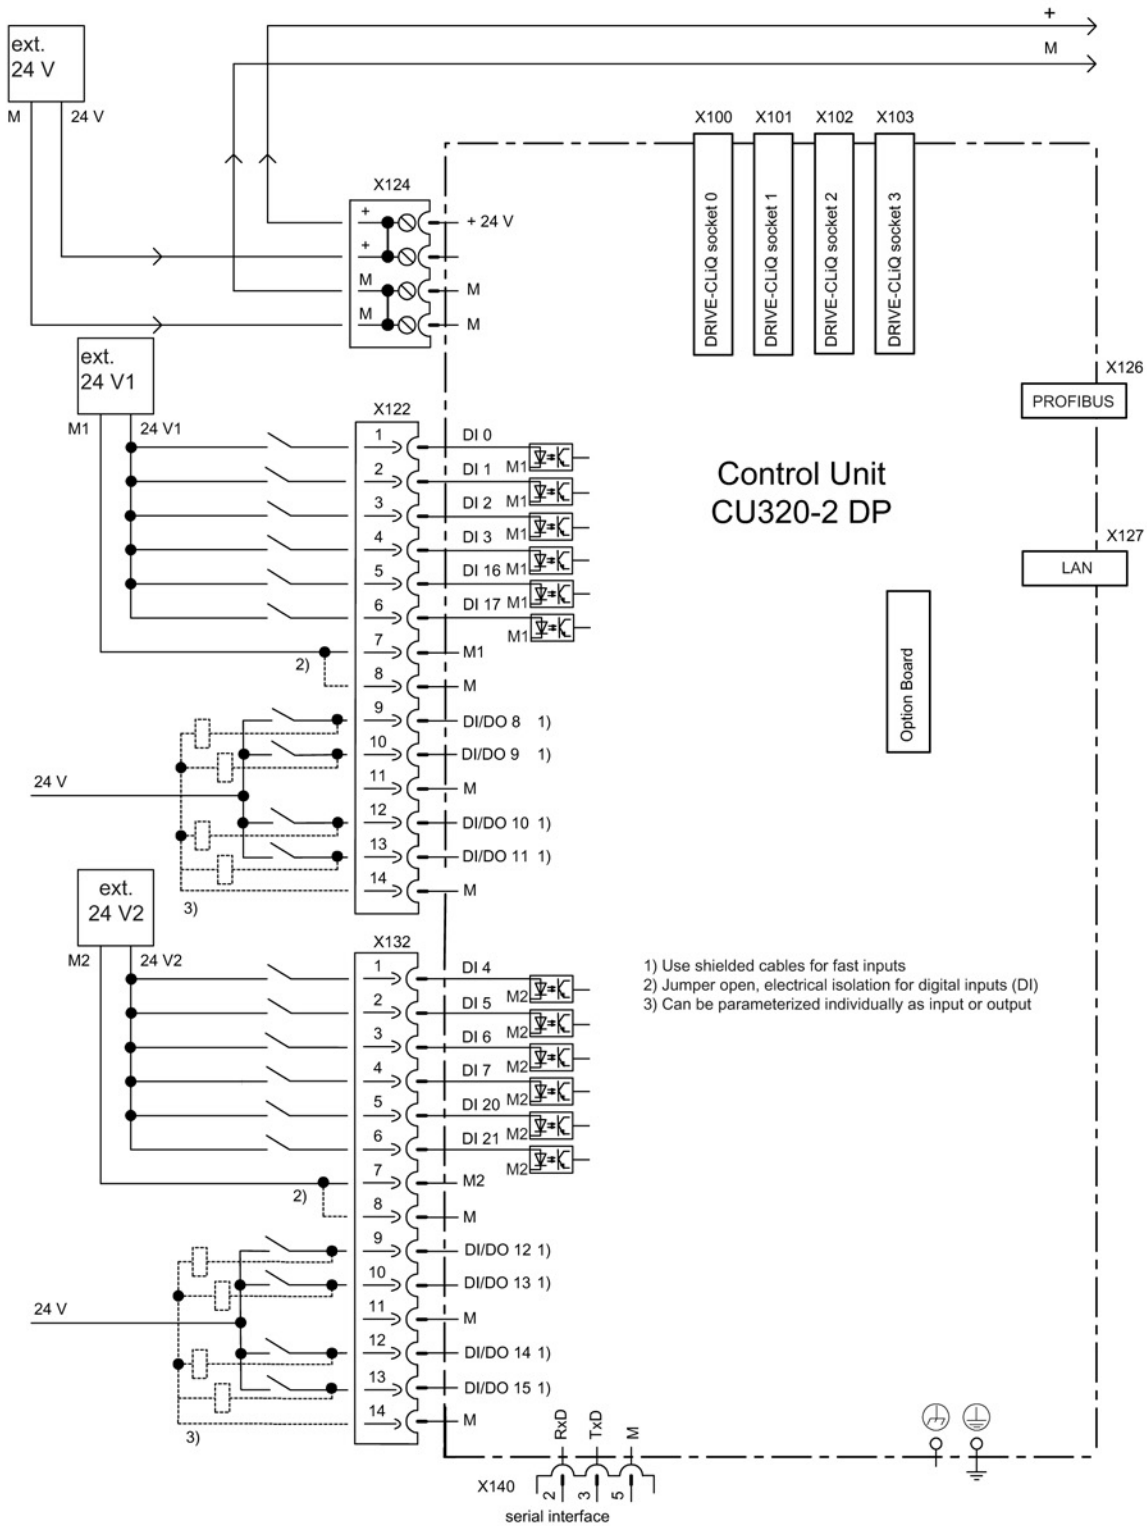 +
M
ext.
24 V
M 24 V
X100 X101 X102 X103
DRIVE-CLiQ socket 0
DRIVE-CLiQ socket 1
DRIVE-CLiQ socket 2
DRIVE-CLiQ socket 3
X124
+ + 24 V
+
M M
M M
ext.
24 V1
M1 24 V1
X126
PROFIBUS
X127
LAN
Control Unit
CU320-2 DP
Option Board
X122
1 DI 0
M1
2 DI 1
M1
3 DI 2
M1
4 DI 3
M1
5 DI 16
M1
6 DI 17
M1
7 M1
2)
8 M
9 DI/DO 8 1)
10 DI/DO 9 1)
24 V
11 M
12 DI/DO 10 1)
13 DI/DO 11 1)
14 M
3)
ext.
24 V2
M2 24 V2
X132
1 DI 4
M2
2 DI 5
M2
3 DI 6
M2
4 DI 7
M2
5 DI 20
M2
6 DI 21
M2
7 M2
2)
8 M
9 DI/DO 12 1)
10 DI/DO 13 1)
24 V
11 M
12 DI/DO 14 1)
13 DI/DO 15 1)
14 M
3)
1) Use shielded cables for fast inputs
2) Jumper open, electrical isolation for digital inputs (DI)
3) Can be parameterized individually as input or output
RxD
TxD
M
X140
2 3 5
serial interface